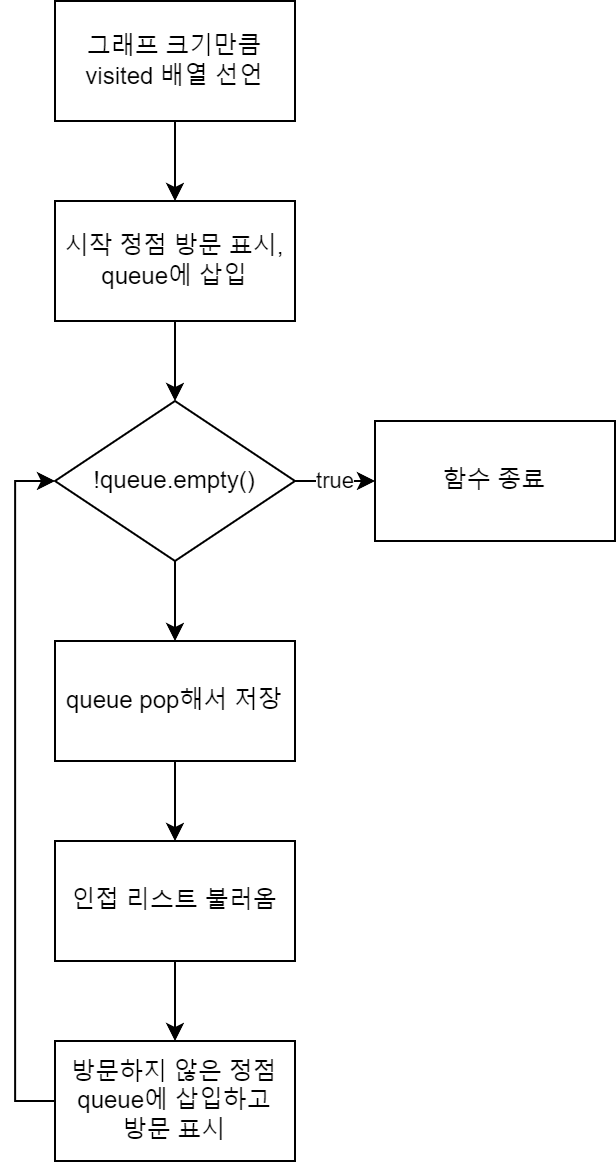 그래프 크기만큼
visited 배열 선언
시작 정점 방문 표시,
queue에 삽입
!queue.empty()
true
함수 종료
queue pop해서 저장
인접 리스트 불러옴
방문하지 않은 정점
queue에 삽입하고
방문 표시